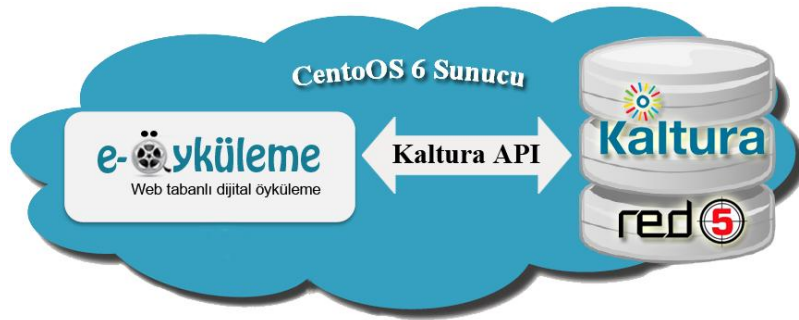 CentoOS 6 Sunucu
e-Öyküleme
Web tabanlı dijital öyküleme
Kaltura API
Kaltura
red5